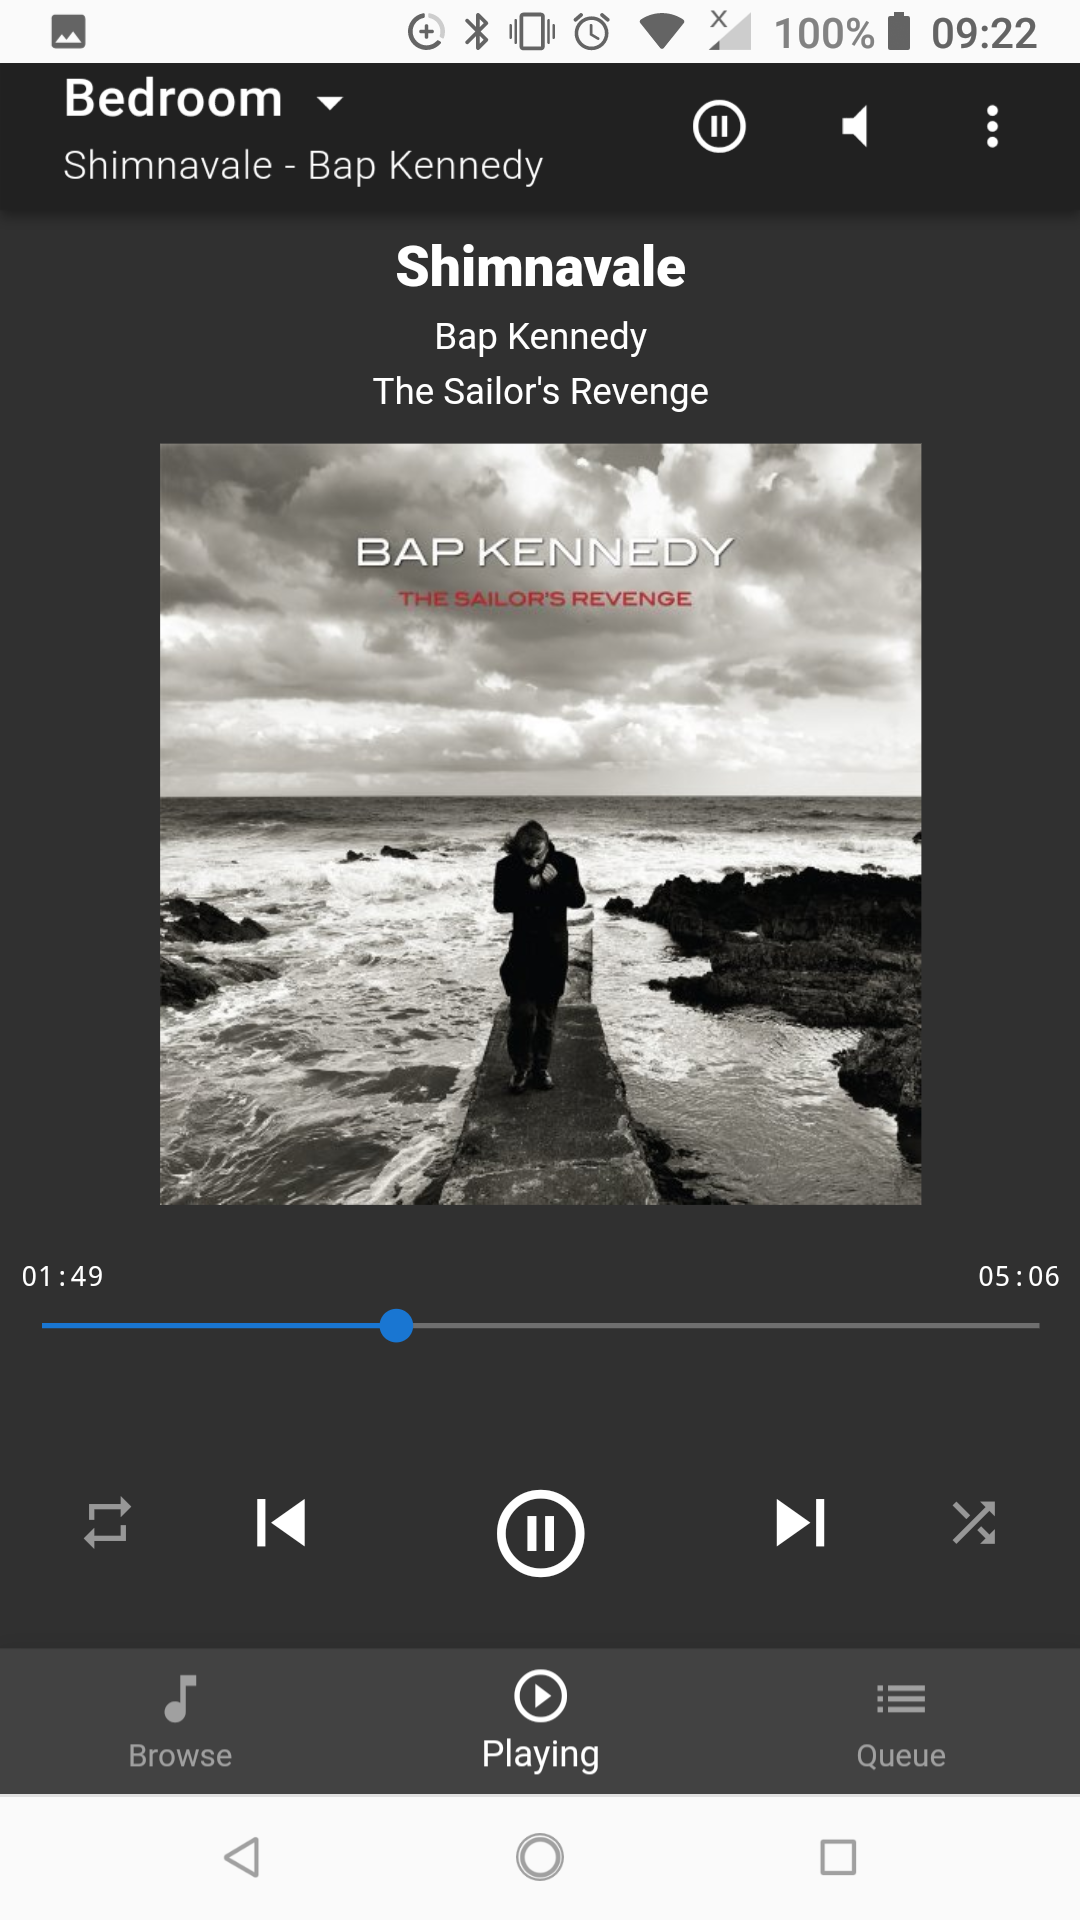 X
100% 09:22
Bedroom
Shimnavale - Bap Kennedy
Shimnavale
Bap Kennedy
The Sailor's Revenge
BAP KENNEDY
THE SAILOR'S REVENGE
01:49 05:06
Browse Playing Queue